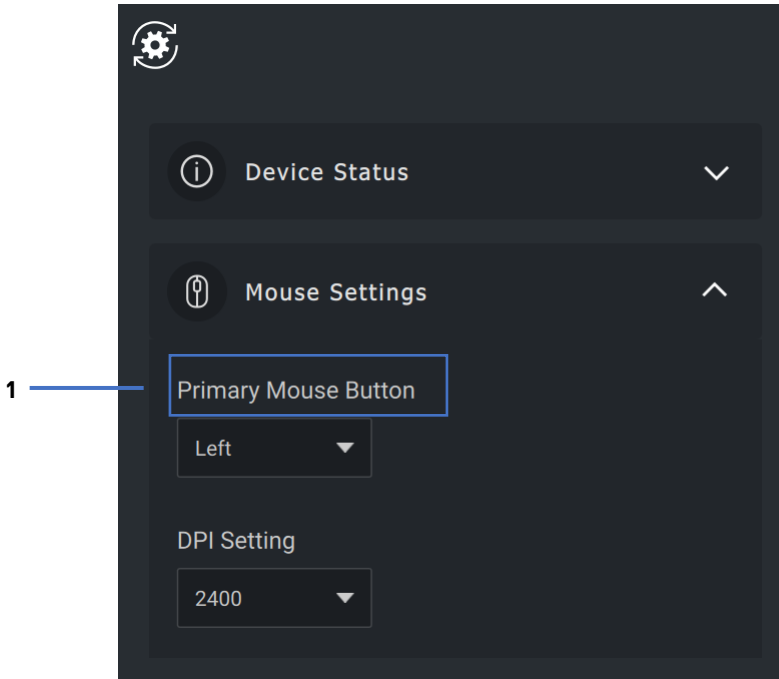 Device Status
Mouse Settings
1
Primary Mouse Button
Left
DPI Setting
2400